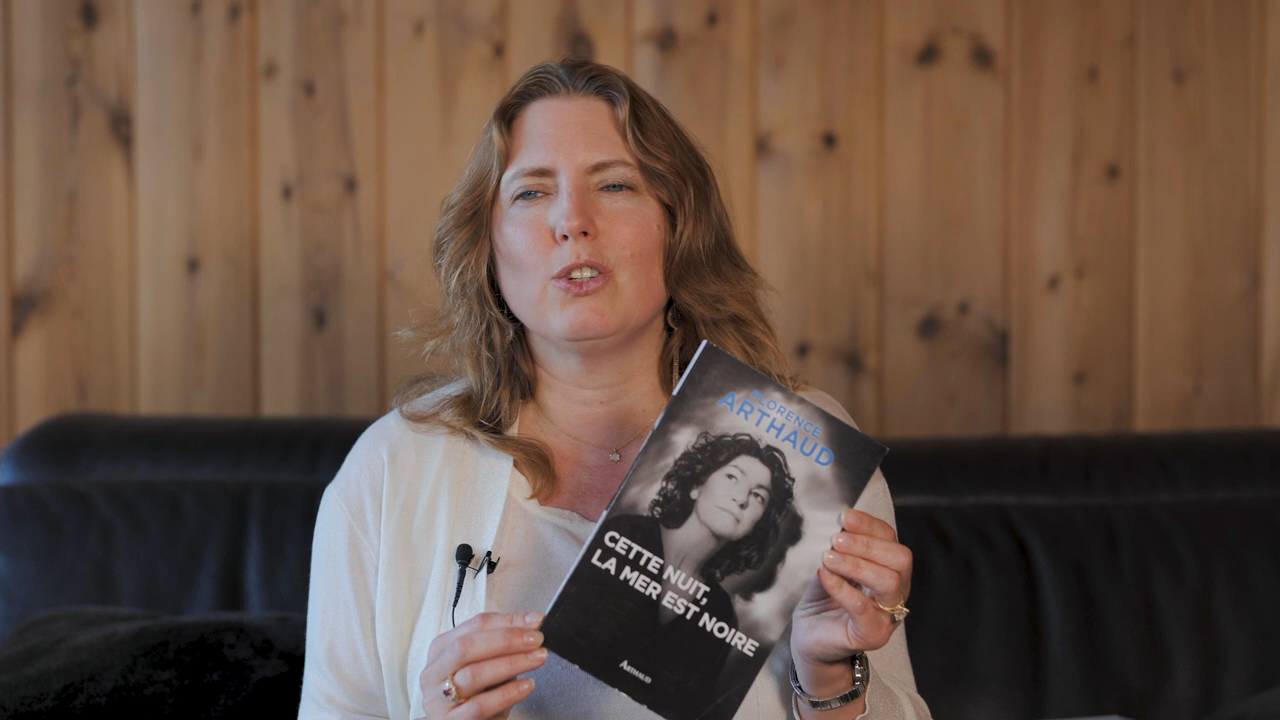 FLORENCE
ARTHAUD
CETTE NUIT,
LA MER EST NOIRE
ARTHAUD